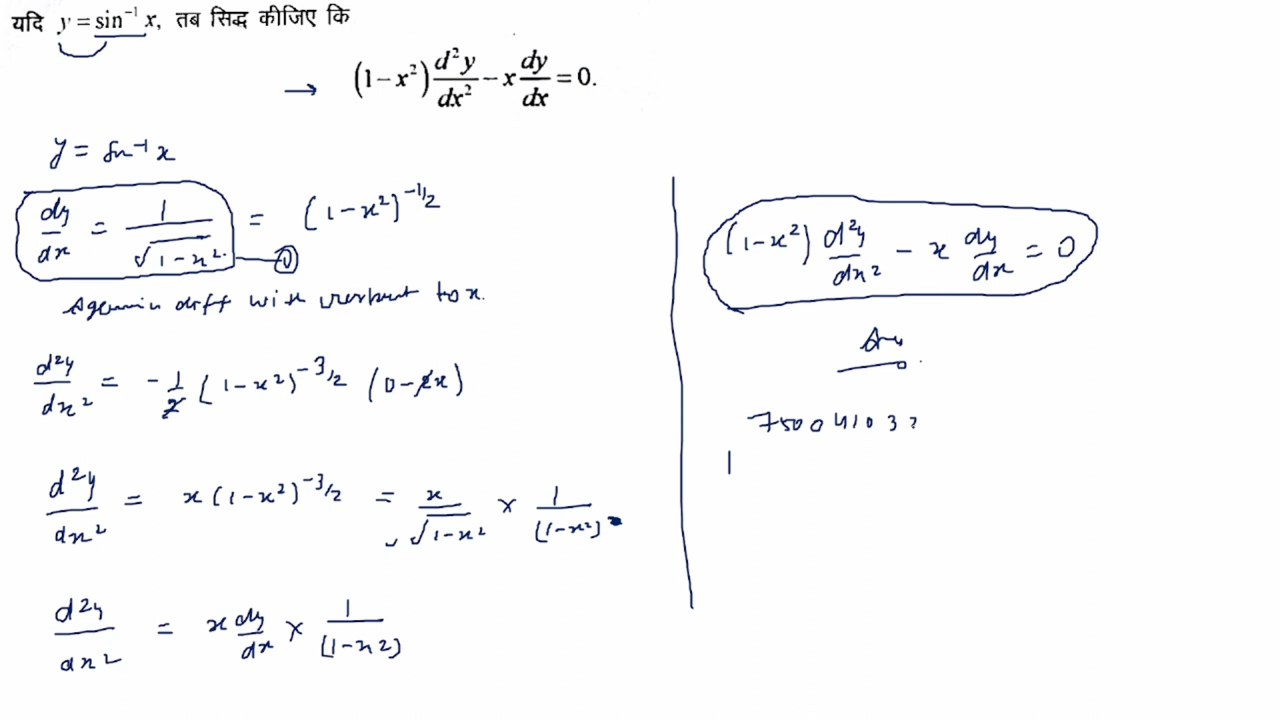 यदि y = sin⁻¹ x, तब सिद्ध कीजिए कि
→ (1−x²) d²y/dx² − x dy/dx = 0.
y = sin⁻¹ x
dy/dx = 1/√(1−x²) = (1−x²)^(−1/2)
diff with to x.
d²y/dx² = −1/2 (1−x²)^(−3/2) (0−2x)
d²y/dx² = x(1−x²)^(−3/2) = x/√(1−x²) × 1/(1−x²)
d²y/dx² = x dy/dx × 1/(1−x²)
(1−x²) d²y/dx² − x dy/dx = 0
Ans